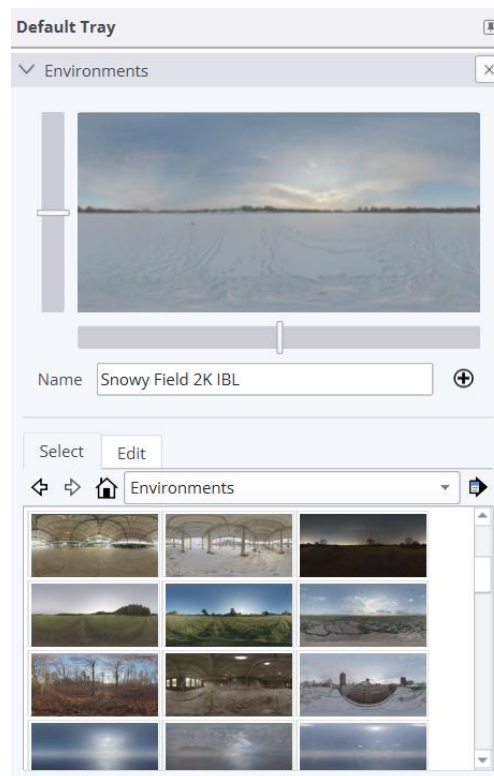 Default Tray
Environments
Name Snowy Field 2K IBL
Select Edit
Environments